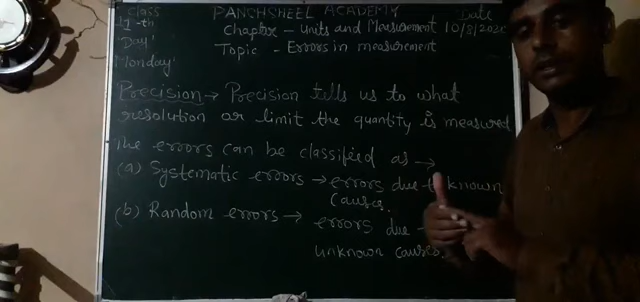 Class
11-th
Day'
Monday'
PANCHSHEEL ACADEMY
Date
Chapter - Units and Measurement 10/8/2020
Topic - Errors in measurement
Precision → Precision tells us to what
resolution or limit the quantity is measured
The errors can be classified as →
(a) Systematic errors → errors due to known
causes.
(b) Random errors → errors due
unknown causes.